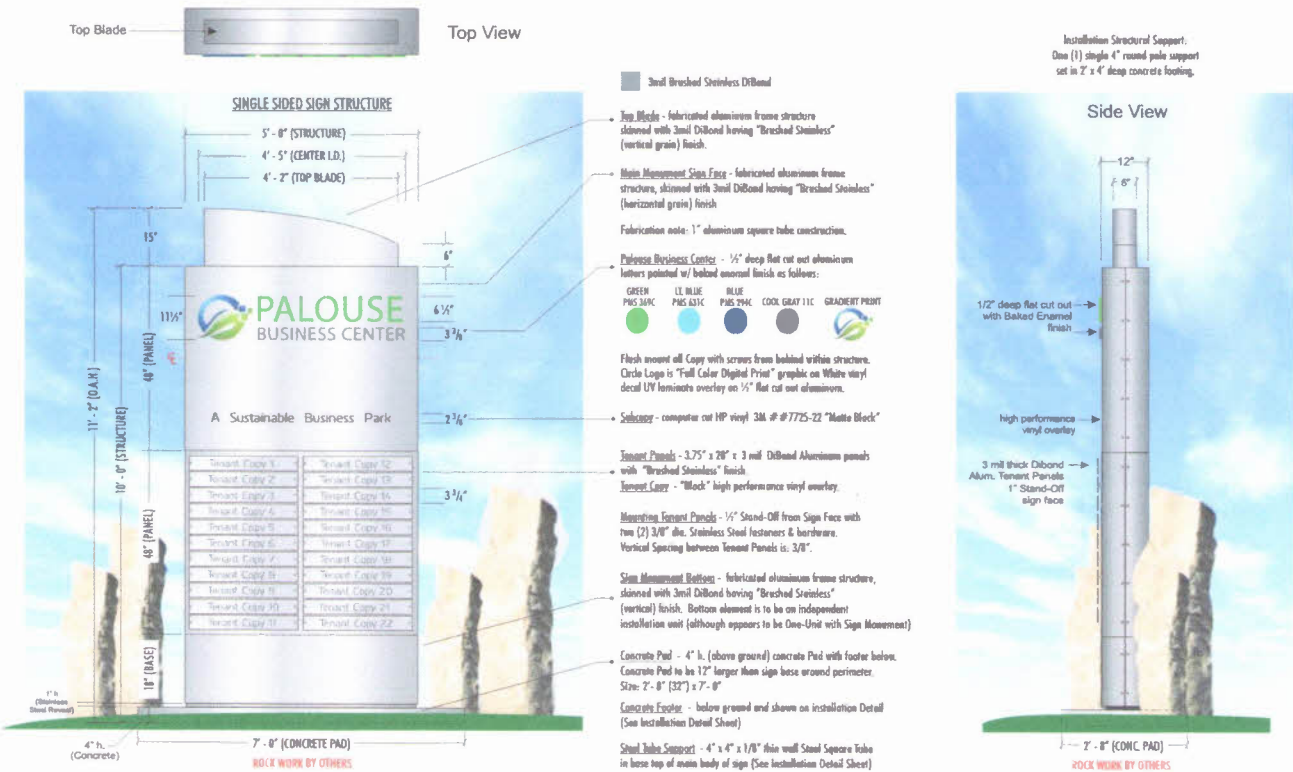 Top Blade
Top View
Installation Structural Support:
One (1) single 4" round pole support
set in 2' x 4' deep concrete footing.
3mil Brushed Stainless DiBond
SINGLE SIDED SIGN STRUCTURE
5' - 0" (STRUCTURE)
4' - 5" (CENTER I.D.)
4' - 2" (TOP BLADE)
15"
6"
11' - 2" (O.A.H)
10' - 0" (STRUCTURE)
48" (PANEL)
48" (PANEL)
18" (BASE)
11½"
6 ½"
3 ⅜"
2 ⅜"
3 ¾"
PALOUSE
BUSINESS CENTER
A Sustainable Business Park
Tenant Copy 1 Tenant Copy 12
Tenant Copy 2 Tenant Copy 13
Tenant Copy 3 Tenant Copy 14
Tenant Copy 4 Tenant Copy 15
Tenant Copy 5 Tenant Copy 16
Tenant Copy 6 Tenant Copy 17
Tenant Copy 7 Tenant Copy 18
Tenant Copy 8 Tenant Copy 19
Tenant Copy 9 Tenant Copy 20
Tenant Copy 10 Tenant Copy 21
Tenant Copy 11 Tenant Copy 22
1" h
(Stainless
Steel Reveal)
4" h.
(Concrete)
7' - 0" (CONCRETE PAD)
ROCK WORK BY OTHERS
Top Blade - fabricated aluminum frame structure
skinned with 3mil DiBond having "Brushed Stainless"
(vertical grain) finish.
Main Monument Sign Face - fabricated aluminum frame
structure, skinned with 3mil DiBond having "Brushed Stainless"
(horizontal grain) finish
Fabrication note: 1" aluminum square tube construction.
Palouse Business Center - ½" deep flat cut out aluminum
letters painted w/ baked enamel finish as follows:
GREEN LT. BLUE BLUE
PMS 369C PMS 631C PMS 294C COOL GRAY 11C GRADIENT PRINT
Flush mount all Copy with screws from behind within structure.
Circle Logo is "Full Color Digital Print" graphic on White vinyl
decal UV laminate overlay on ½" flat cut out aluminum.
Subcopy - computer cut HP vinyl 3M # #7725-22 "Matte Black"
Tenant Panels - 3.75" x 20" x 3 mil DiBond Aluminum panels
with "Brushed Stainless" finish.
Tenant Copy - "Black" high performance vinyl overlay.
Mounting Tenant Panels - ½" Stand-Off from Sign Face with
two (2) 3/8" dia. Stainless Steel fasteners & hardware.
Vertical Spacing between Tenant Panels is: 3/8".
Sign Monument Bottom - fabricated aluminum frame structure,
skinned with 3mil DiBond having "Brushed Stainless"
(vertical) finish. Bottom element is to be an independent
installation unit (although appears to be One-Unit with Sign Monument)
Concrete Pad - 4" h. (above ground) concrete Pad with footer below.
Concrete Pad to be 12" larger than sign base around perimeter.
Size: 2' - 8" (32") x 7' - 0"
Concrete Footer - below ground and shown on installation Detail
(See Installation Detail Sheet)
Steel Tube Support - 4" x 4" x 1/8" thin wall Steel Square Tube
in base top of main body of sign (See Installation Detail Sheet)
Side View
12"
6"
1/2" deep flat cut out
with Baked Enamel
finish
high performance
vinyl overlay
3 mil thick Dibond
Alum. Tenant Panels
1" Stand-Off
sign face
2' - 8" (CONC. PAD)
ROCK WORK BY OTHERS